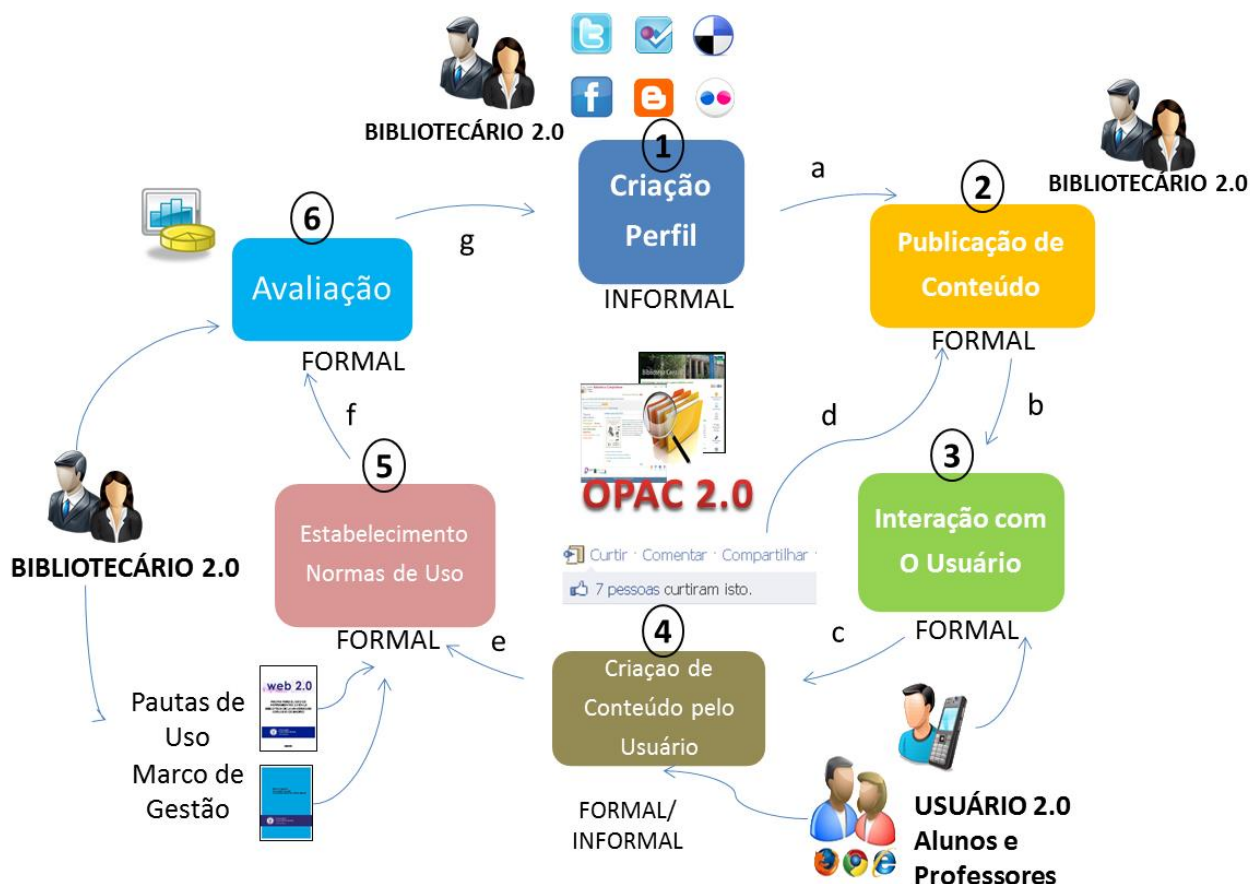 BIBLIOTECÁRIO 2.0
1
Criação
Perfil
INFORMAL
a
BIBLIOTECÁRIO 2.0
2
Publicação de
Conteúdo
FORMAL
b
6
Avaliação
FORMAL
g
d
3
Interação com
O Usuário
FORMAL
c
OPAC 2.0
Curtir · Comentar · Compartilhar ·
7 pessoas curtiram isto.
4
Criaçao de
Conteúdo pelo
Usuário
FORMAL/
INFORMAL
e
f
5
Estabelecimento
Normas de Uso
FORMAL
BIBLIOTECÁRIO 2.0
Pautas de
Uso
web 2.0
Marco de
Gestão
USUÁRIO 2.0
Alunos e
Professores